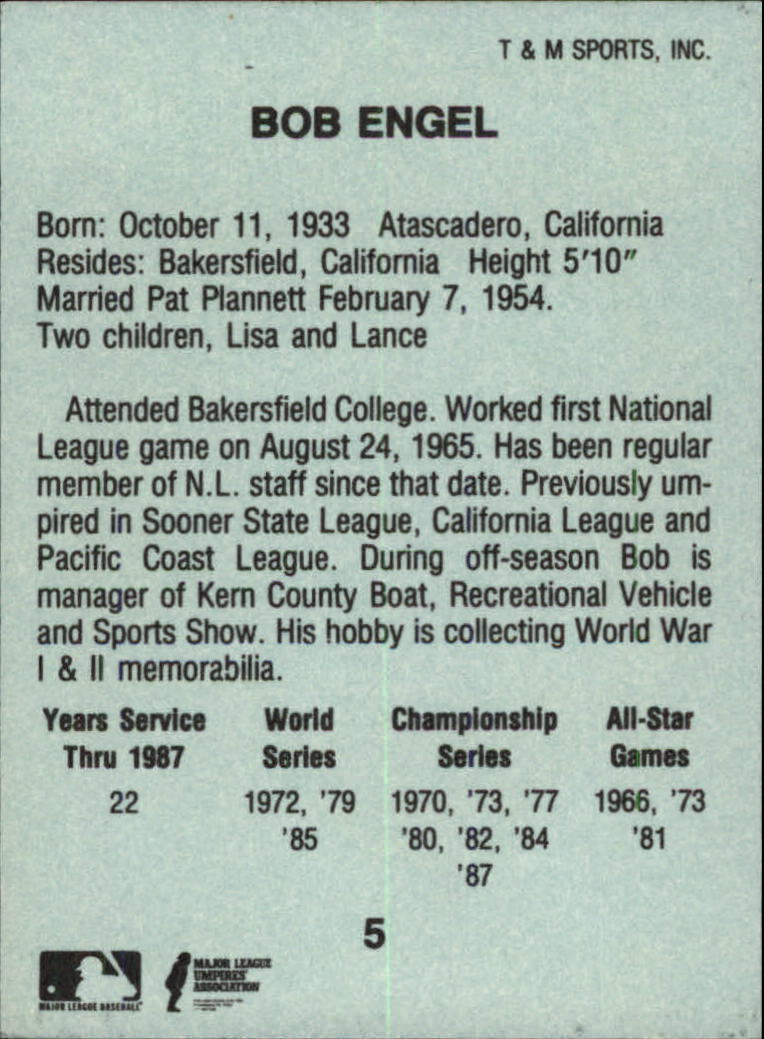 T & M SPORTS, INC.
BOB ENGEL
Born: October 11, 1933 Atascadero, California
Resides: Bakersfield, California Height 5'10"
Married Pat Plannett February 7, 1954.
Two children, Lisa and Lance
Attended Bakersfield College. Worked first National
League game on August 24, 1965. Has been regular
member of N.L. staff since that date. Previously um-
pired in Sooner State League, California League and
Pacific Coast League. During off-season Bob is
manager of Kern County Boat, Recreational Vehicle
and Sports Show. His hobby is collecting World War
I & II memorabilia.
Years Service World Championship All-Star
Thru 1987 Series Series Games
22 1972, '79 1970, '73, '77 1966, '73
'85 '80, '82, '84 '81
'87
5
MAJOR LEAGUE
UMPIRES'
ASSOCIATION
MAJOR LEAGUE BASEBALL